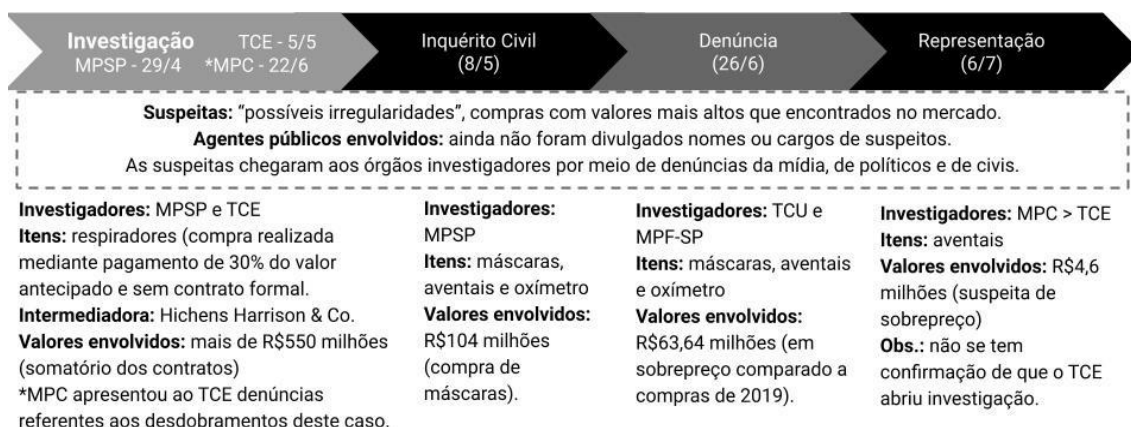 Investigação TCE - 5/5
MPSP - 29/4 *MPC - 22/6
Inquérito Civil
(8/5)
Denúncia
(26/6)
Representação
(6/7)
Suspeitas: “possíveis irregularidades”, compras com valores mais altos que encontrados no mercado.
Agentes públicos envolvidos: ainda não foram divulgados nomes ou cargos de suspeitos.
As suspeitas chegaram aos órgãos investigadores por meio de denúncias da mídia, de políticos e de civis.
Investigadores: MPSP e TCE
Itens: respiradores (compra realizada
mediante pagamento de 30% do valor
antecipado e sem contrato formal.
Intermediadora: Hichens Harrison & Co.
Valores envolvidos: mais de R$550 milhões
(somatório dos contratos)
*MPC apresentou ao TCE denúncias
referentes aos desdobramentos deste caso.
Investigadores:
MPSP
Itens: máscaras,
aventais e oxímetro
Valores envolvidos:
R$104 milhões
(compra de
máscaras).
Investigadores: TCU e
MPF-SP
Itens: máscaras, aventais
e oxímetro
Valores envolvidos:
R$63,64 milhões (em
sobrepreço comparado a
compras de 2019).
Investigadores: MPC > TCE
Itens: aventais
Valores envolvidos: R$4,6
milhões (suspeita de
sobrepreço)
Obs.: não se tem
confirmação de que o TCE
abriu investigação.